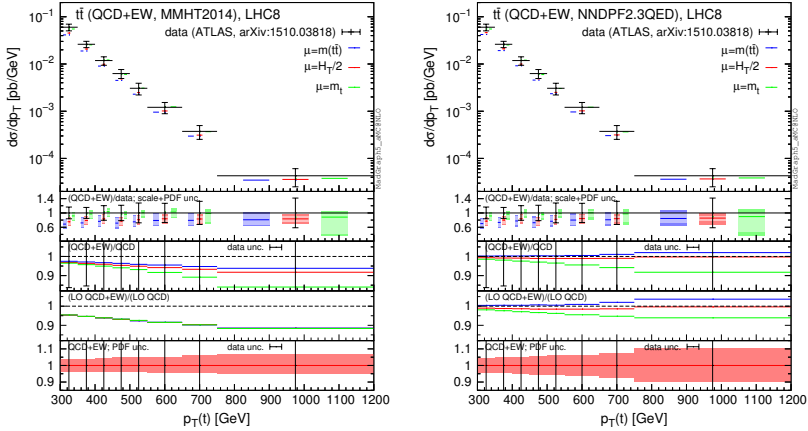 tt̄ (QCD+EW, MMHT2014), LHC8
data (ATLAS, arXiv:1510.03818)
μ=m(tt̄)
μ=H_T/2
μ=m_t
dσ/dp_T [pb/GeV]
10⁻¹
10⁻²
10⁻³
10⁻⁴
MadGraph5_aMC@NLO
(QCD+EW)/data; scale+PDF unc.
1.4
1
0.6
(QCD+EW)/QCD
data unc.
1
0.9
(LO QCD+EW)/(LO QCD)
1
0.9
QCD+EW; PDF unc.
data unc.
1.1
1
0.9
300 400 500 600 700 800 900 1000 1100 1200
p_T(t) [GeV]
tt̄ (QCD+EW, NNDPF2.3QED), LHC8
data (ATLAS, arXiv:1510.03818)
μ=m(tt̄)
μ=H_T/2
μ=m_t
dσ/dp_T [pb/GeV]
10⁻¹
10⁻²
10⁻³
10⁻⁴
MadGraph5_aMC@NLO
(QCD+EW)/data; scale+PDF unc.
1.4
1
0.6
(QCD+EW)/QCD
data unc.
1
0.9
(LO QCD+EW)/(LO QCD)
1
0.9
QCD+EW; PDF unc.
data unc.
1.1
1
0.9
300 400 500 600 700 800 900 1000 1100 1200
p_T(t) [GeV]